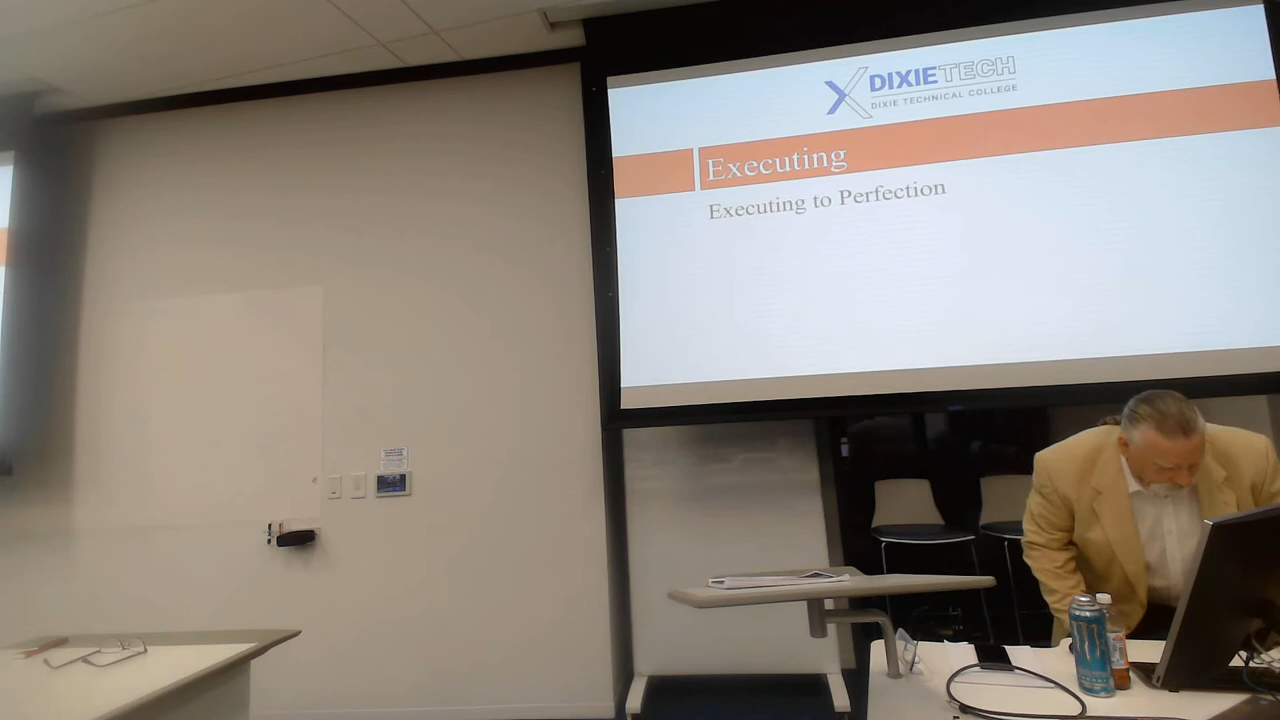 DIXIETECH
DIXIE TECHNICAL COLLEGE
Executing
Executing to Perfection